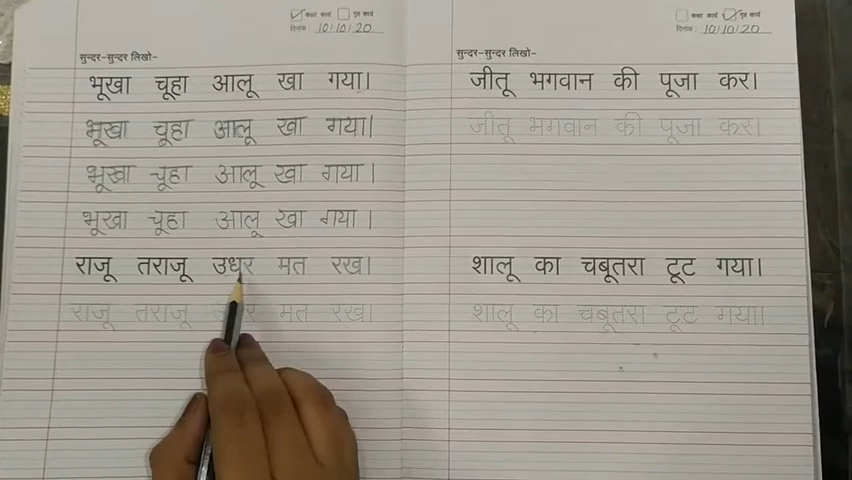 कक्षा कार्य गृह कार्य
दिनांक: 10/10/20
सुन्दर-सुन्दर लिखो-
भूखा चूहा आलू खा गया।
भूखा चूहा आलू खा गया।
भूखा चूहा आलू खा गया।
भूखा चूहा आलू खा गया।
राजू तराजू उधर मत रख।
राजू तराजू उधर मत रख।
कक्षा कार्य गृह कार्य
दिनांक: 10/10/20
सुन्दर-सुन्दर लिखो-
जीतू भगवान की पूजा कर।
जीतू भगवान की पूजा कर।
शालू का चबूतरा टूट गया।
शालू का चबूतरा टूट गया।